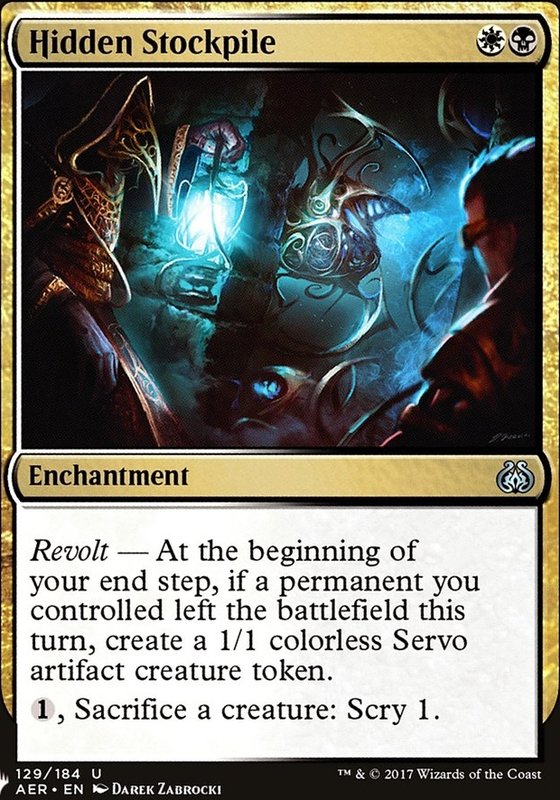 Hidden Stockpile
Enchantment
Revolt — At the beginning of
your end step, if a permanent you
controlled left the battlefield this
turn, create a 1/1 colorless Servo
artifact creature token.
1, Sacrifice a creature: Scry 1.
129/184 U
AER • EN DAREK ZABROCKI
™ & © 2017 Wizards of the Coast